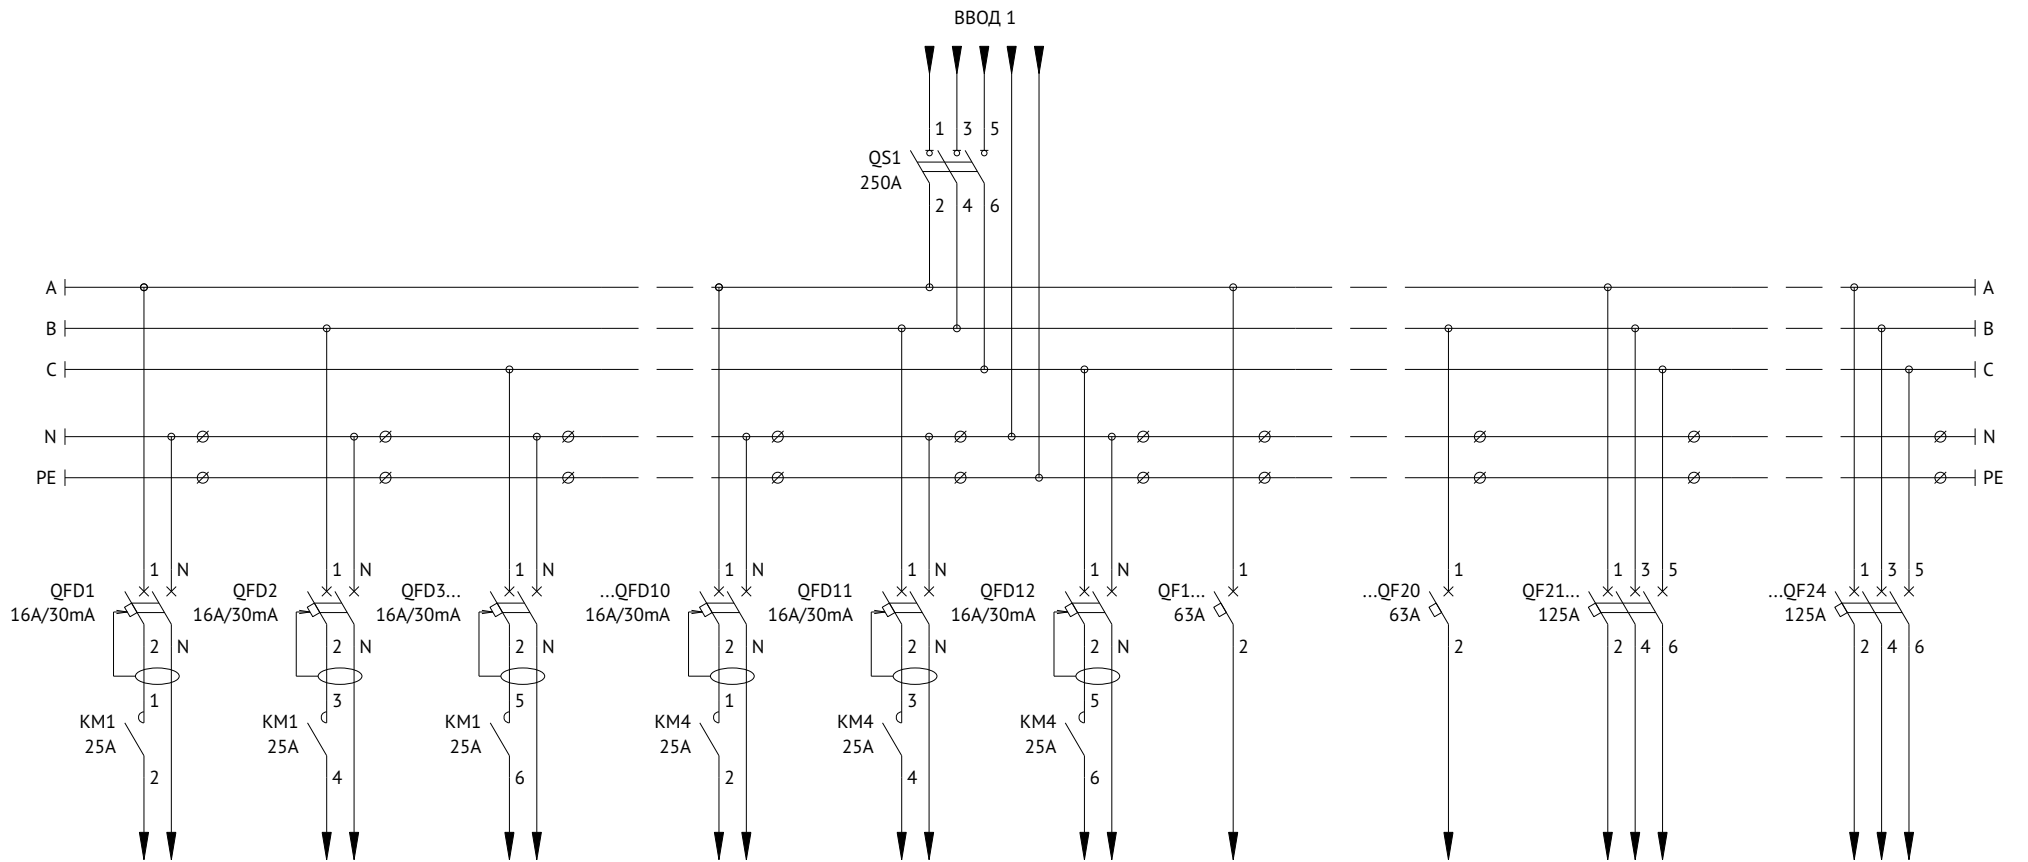 ВВОД 1
1 3 5
QS1
250A
2 4 6
A A
B B
C C
N N
PE PE
1 N 1 N 1 N 1 N 1 N 1 N 1 1 1 3 5 1 3 5
QFD1 QFD2 QFD3... ...QFD10 QFD11 QFD12 QF1... ...QF20 QF21... ...QF24
16A/30mA 16A/30mA 16A/30mA 16A/30mA 16A/30mA 16A/30mA 63A 63A 125A 125A
2 N 2 N 2 N 2 N 2 N 2 N 2 2 2 4 6 2 4 6
1 3 5 1 3 5
KM1 KM1 KM1 KM4 KM4 KM4
25A 25A 25A 25A 25A 25A
2 4 6 2 4 6